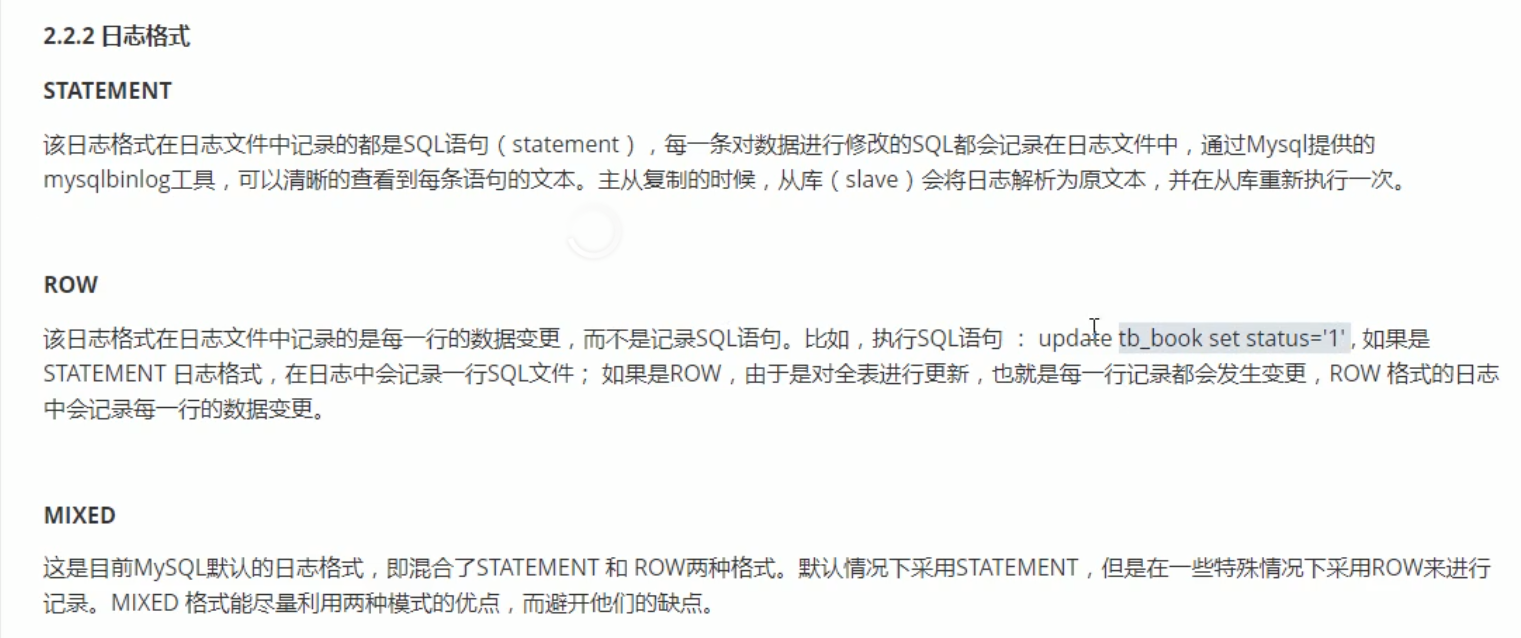 2.2.2 日志格式
STATEMENT
该日志格式在日志文件中记录的都是SQL语句（statement），每一条对数据进行修改的SQL都会记录在日志文件中，通过Mysql提供的
mysqlbinlog工具，可以清晰的查看到每条语句的文本。主从复制的时候，从库（slave）会将日志解析为原文本，并在从库重新执行一次。
ROW
该日志格式在日志文件中记录的是每一行的数据变更，而不是记录SQL语句。比如，执行SQL语句 ： update tb_book set status='1' , 如果是
STATEMENT 日志格式，在日志中会记录一行SQL文件； 如果是ROW，由于是对全表进行更新，也就是每一行记录都会发生变更，ROW 格式的日志
中会记录每一行的数据变更。
MIXED
这是目前MySQL默认的日志格式，即混合了STATEMENT 和 ROW两种格式。默认情况下采用STATEMENT，但是在一些特殊情况下采用ROW来进行
记录。MIXED 格式能尽量利用两种模式的优点，而避开他们的缺点。